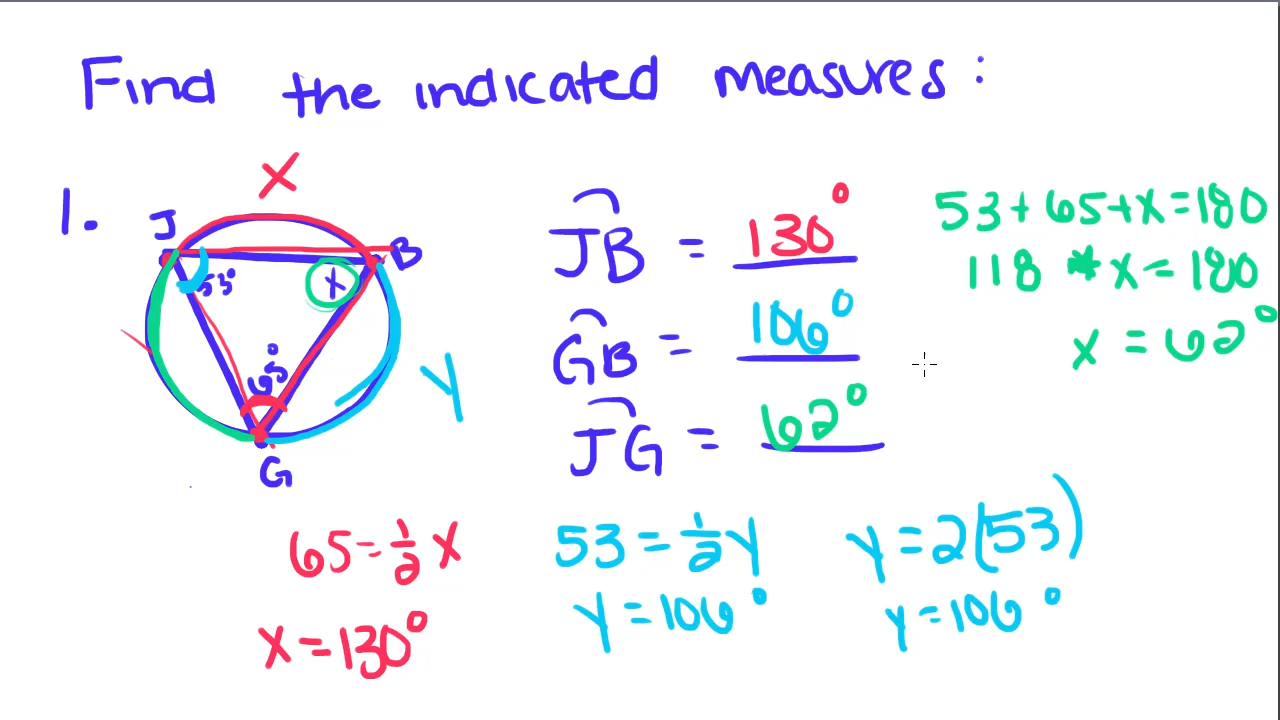 Find the indicated measures:
1.
X
J
B
53°
x
65°
Y
G
JB = 130°
GB = 106°
JG = 62°
53+65+x=180
118 + x=180
x = 62°
65=1/2 X
x=130°
53=1/2 Y
Y=106°
Y=2(53)
y=106°